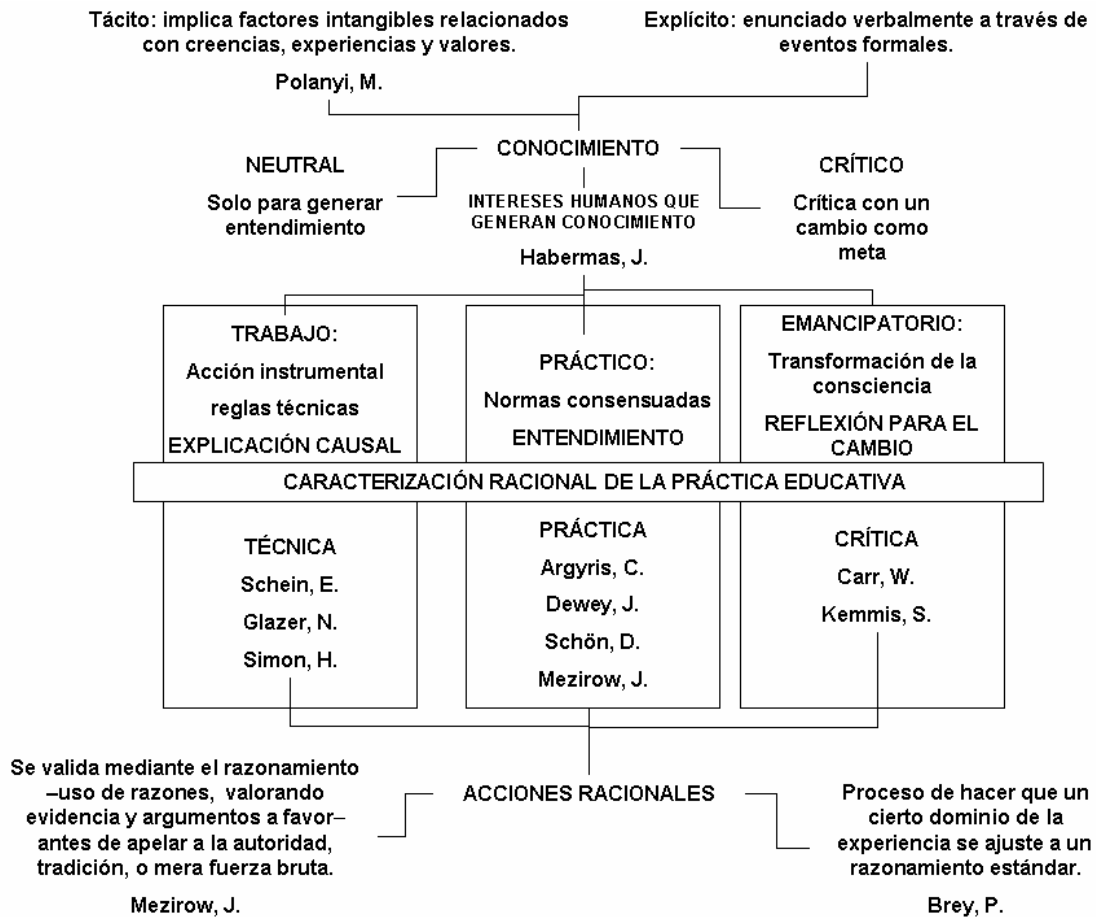 Tácito: implica factores intangibles relacionados
con creencias, experiencias y valores.
Polanyi, M.
Explícito: enunciado verbalmente a través de
eventos formales.
CONOCIMIENTO
NEUTRAL
Solo para generar
entendimiento
INTERESES HUMANOS QUE
GENERAN CONOCIMIENTO
Habermas, J.
CRÍTICO
Crítica con un
cambio como
meta
TRABAJO:
Acción instrumental
reglas técnicas
EXPLICACIÓN CAUSAL
PRÁCTICO:
Normas consensuadas
ENTENDIMIENTO
EMANCIPATORIO:
Transformación de la
consciencia
REFLEXIÓN PARA EL
CAMBIO
CARACTERIZACIÓN RACIONAL DE LA PRÁCTICA EDUCATIVA
TÉCNICA
Schein, E.
Glazer, N.
Simon, H.
PRÁCTICA
Argyris, C.
Dewey, J.
Schön, D.
Mezirow, J.
CRÍTICA
Carr, W.
Kemmis, S.
ACCIONES RACIONALES
Se valida mediante el razonamiento
–uso de razones, valorando
evidencia y argumentos a favor–
antes de apelar a la autoridad,
tradición, o mera fuerza bruta.
Mezirow, J.
Proceso de hacer que un
cierto dominio de la
experiencia se ajuste a un
razonamiento estándar.
Brey, P.